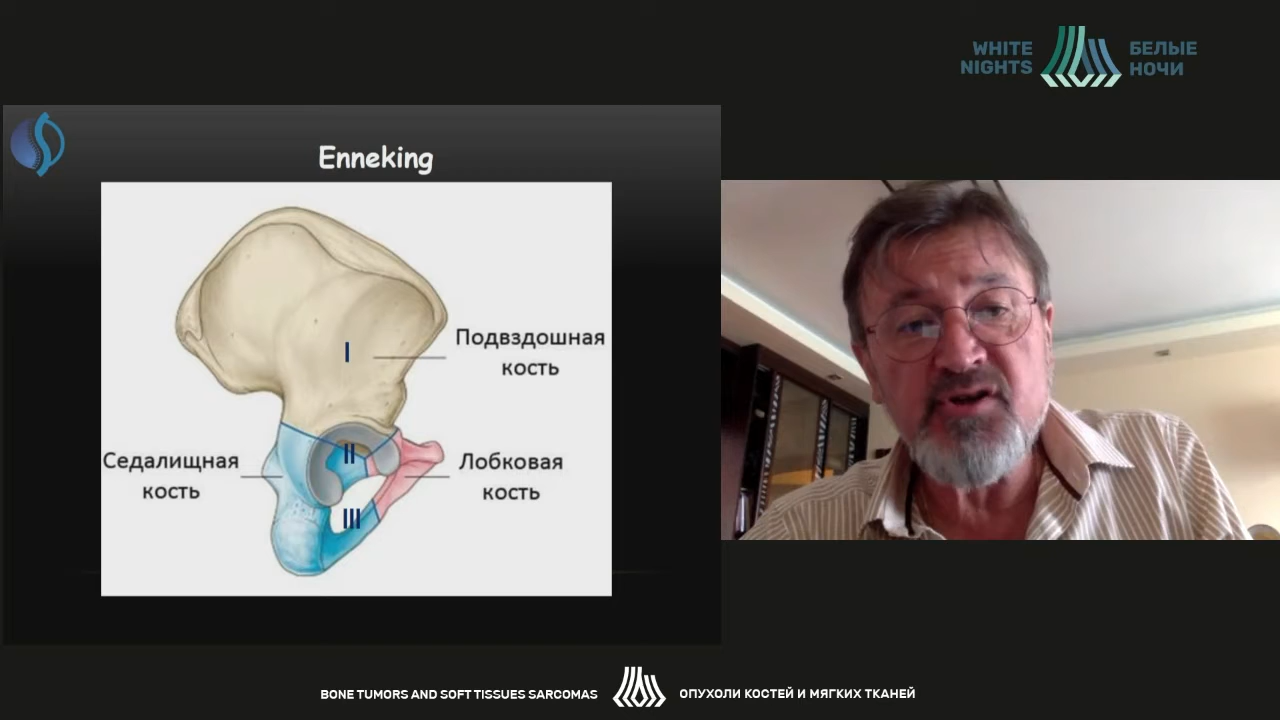 WHITE
NIGHTS
БЕЛЫЕ
НОЧИ
Enneking
I
Подвздошная
кость
II
Седалищная
кость
Лобковая
кость
III
BONE TUMORS AND SOFT TISSUES SARCOMAS
ОПУХОЛИ КОСТЕЙ И МЯГКИХ ТКАНЕЙ